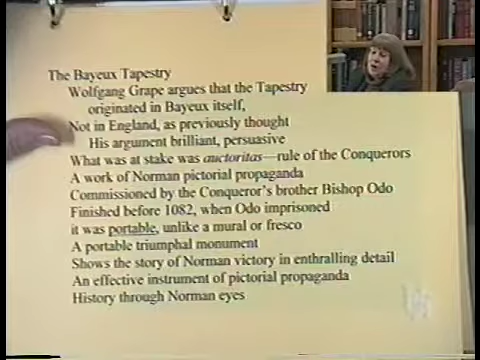 The Bayeux Tapestry
Wolfgang Grape argues that the Tapestry
originated in Bayeux itself,
Not in England, as previously thought
His argument brilliant, persuasive
What was at stake was auctoritas—rule of the Conquerors
A work of Norman pictorial propaganda
Commissioned by the Conqueror's brother Bishop Odo
Finished before 1082, when Odo imprisoned
it was portable, unlike a mural or fresco
A portable triumphal monument
Shows the story of Norman victory in enthralling detail
An effective instrument of pictorial propaganda
History through Norman eyes